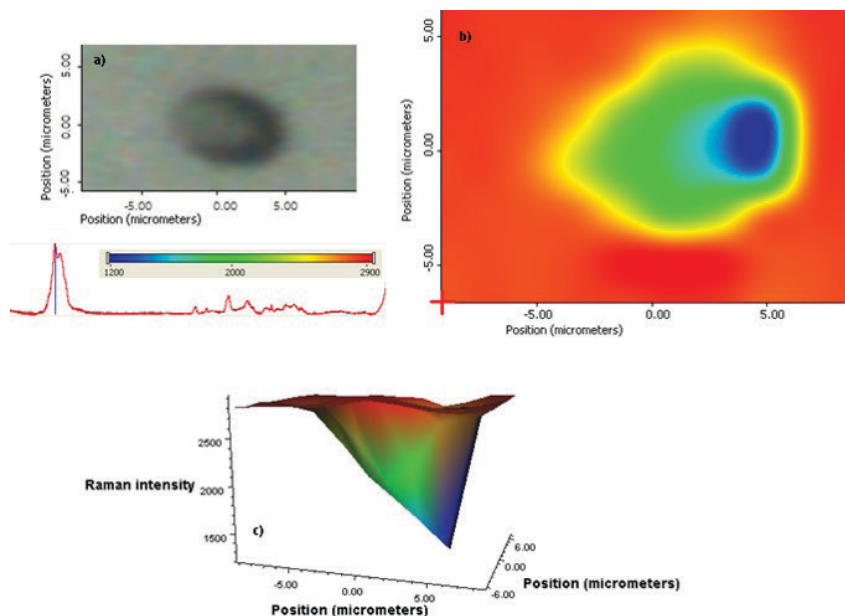 a)
Position (micrometers)
5.00
0.00
-5.00
-5.00
0.00
5.00
Position (micrometers)
1200
2000
2900
b)
Position (micrometers)
5.00
0.00
-5.00
-5.00
0.00
5.00
Position (micrometers)
Raman intensity
2500
2000
1500
c)
-5.00
0.00
5.00
Position (micrometers)
6.00
0.00
-6.00
Position (micrometers)